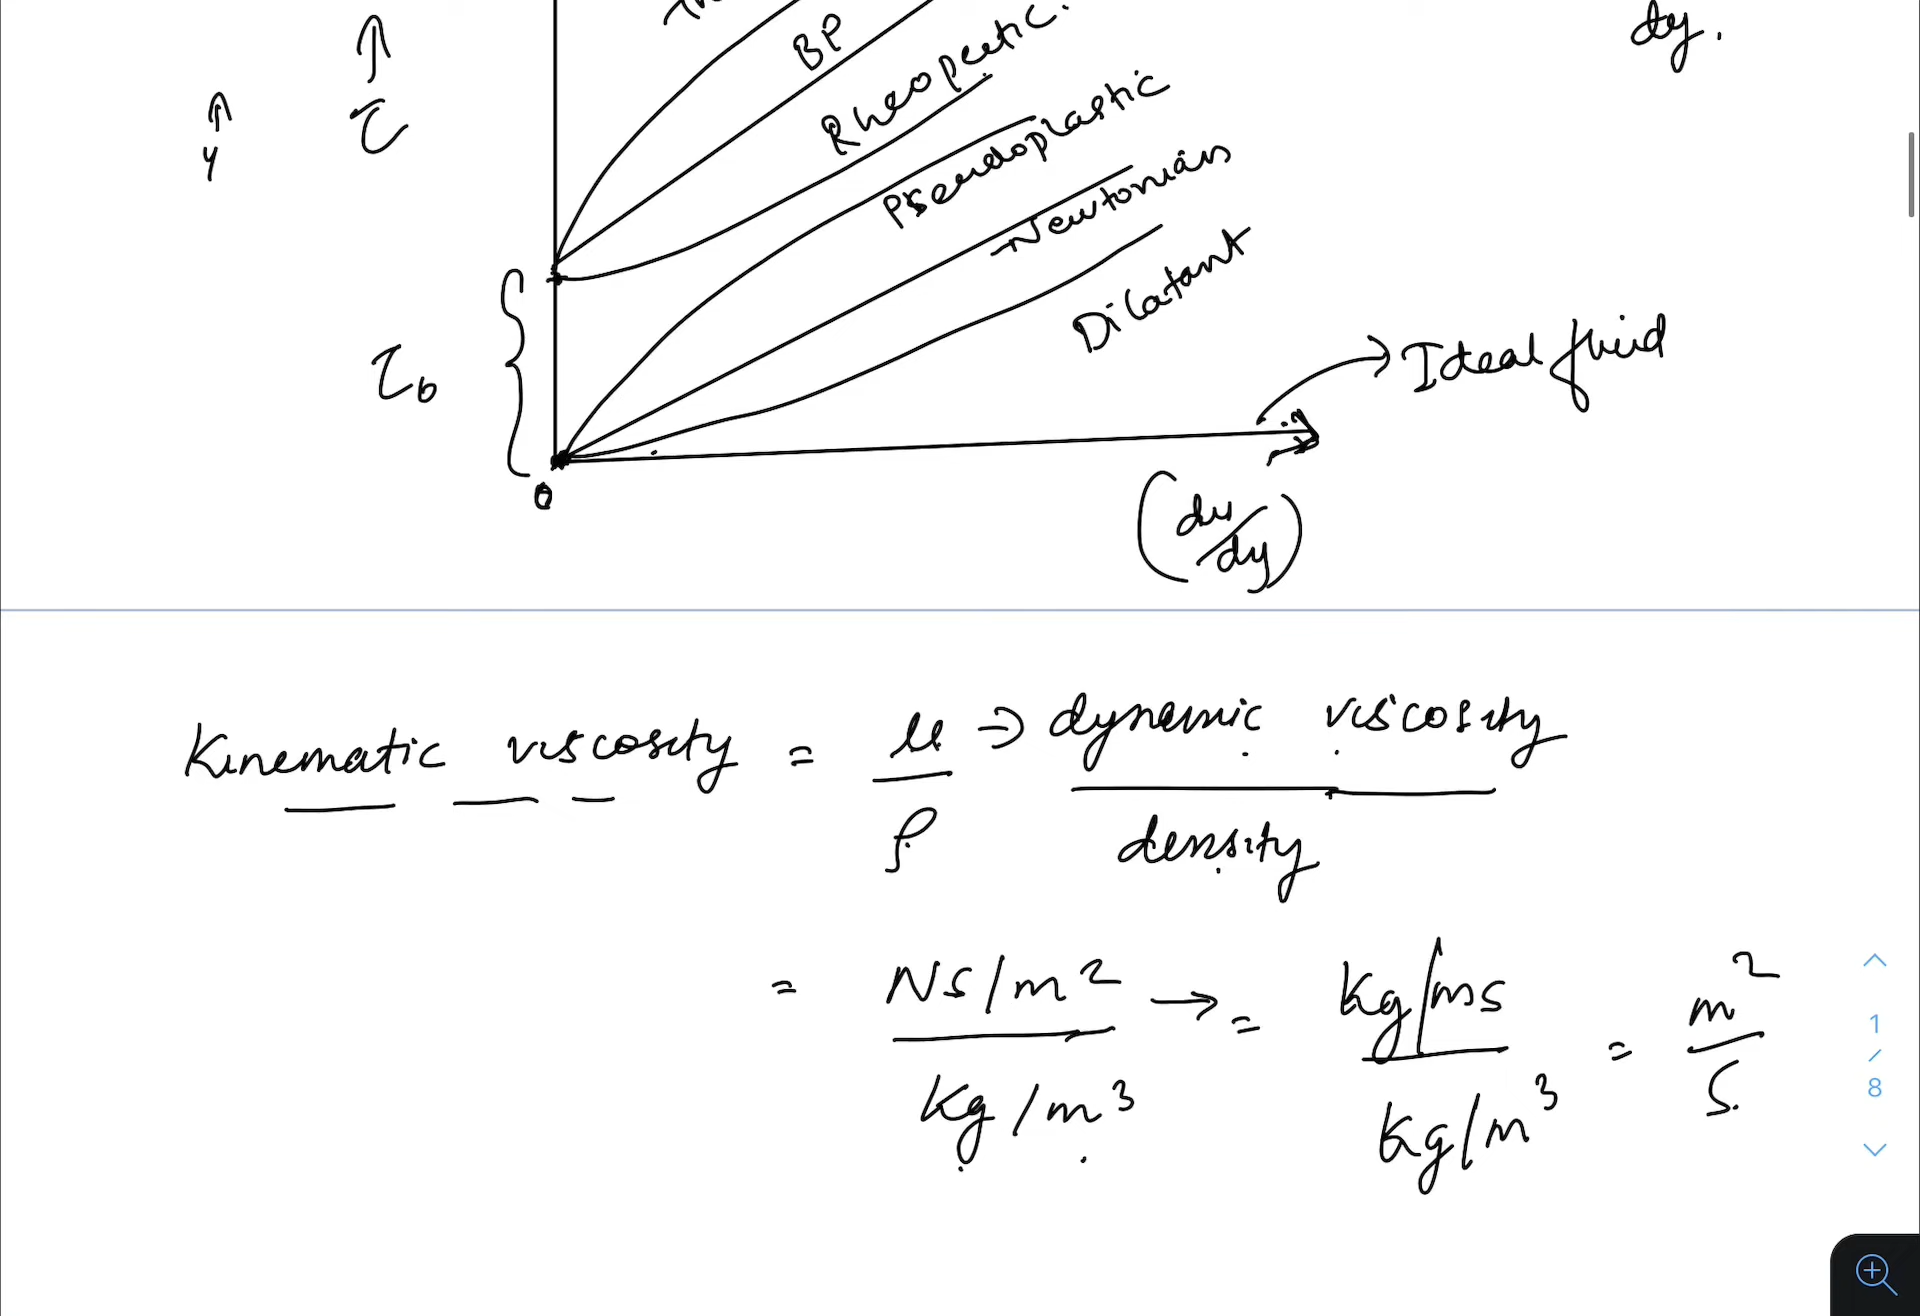 dy.
BP
Rheopectic.
τ
y
Pseudoplastic
Newtonian
Dilatant
τ₀
Ideal fluid
0
(du/dy)
Kinematic viscosity = μ/ρ ⇒ dynamic viscosity/density
= NS/m² / Kg/m³ → = Kg/ms / Kg/m³ = m²/S.
1
/
8